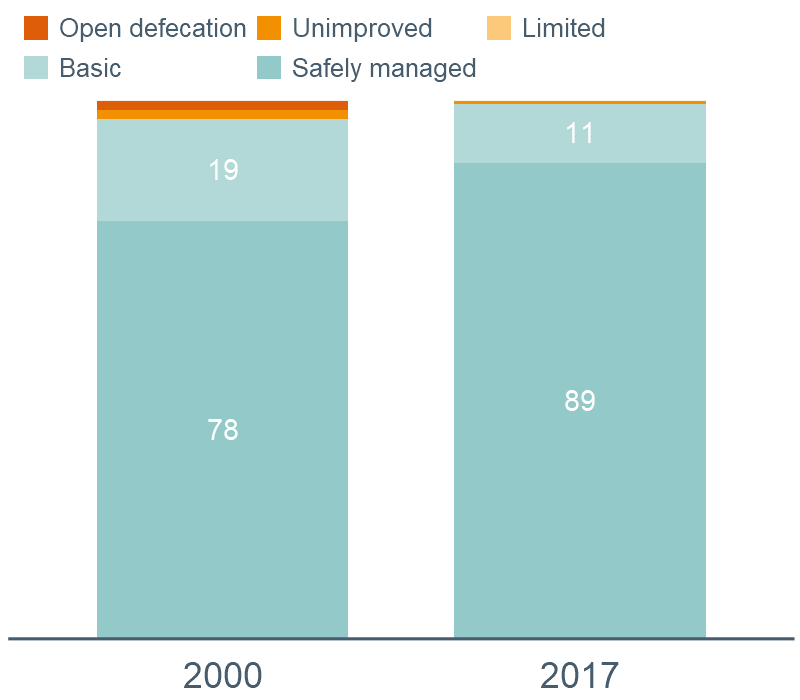 Open defecation Unimproved Limited
Basic Safely managed
19
11
78
89
2000 2017